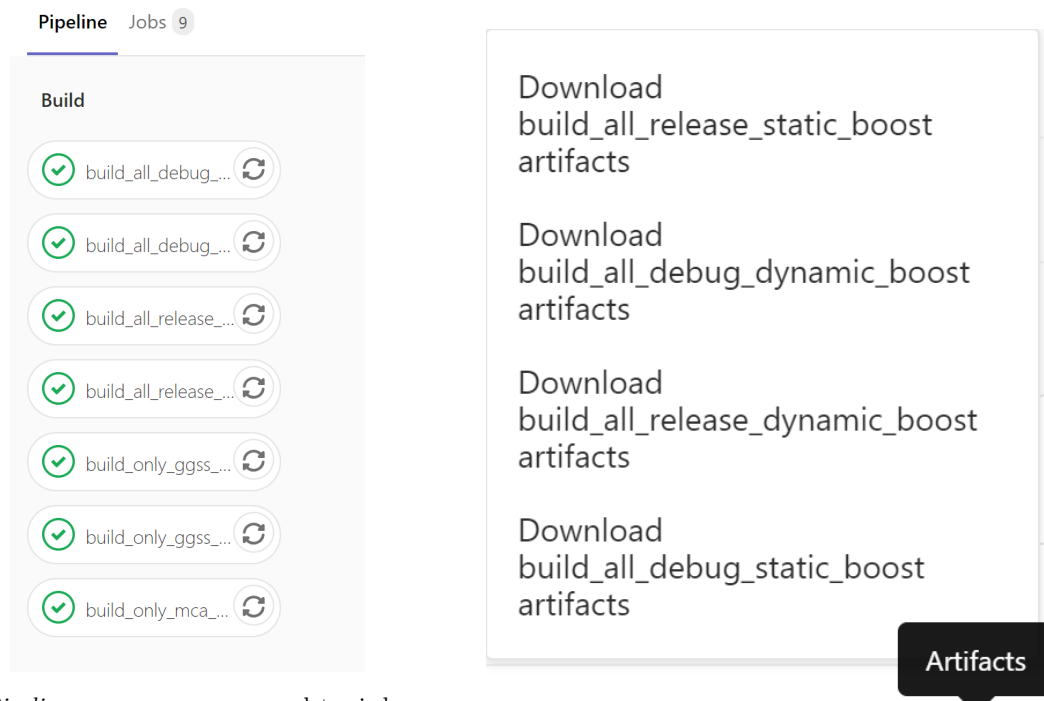 Pipeline Jobs 9
Build
build_all_debug_...
build_all_debug_...
build_all_release_...
build_all_release_...
build_only_ggss_...
build_only_ggss_...
build_only_mca_...
Download
build_all_release_static_boost
artifacts
Download
build_all_debug_dynamic_boost
artifacts
Download
build_all_release_dynamic_boost
artifacts
Download
build_all_debug_static_boost
artifacts
Artifacts